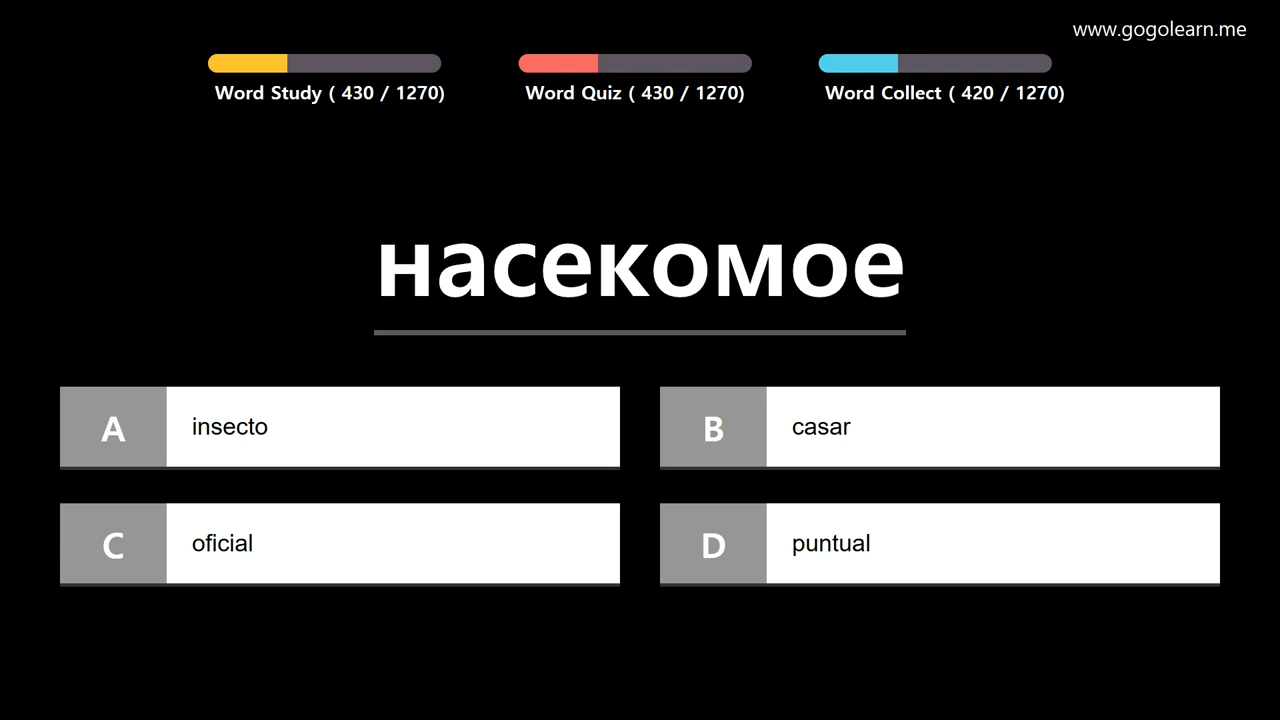 www.gogolearn.me
Word Study ( 430 / 1270)
Word Quiz ( 430 / 1270)
Word Collect ( 420 / 1270)
насекомое
A insecto
B casar
C oficial
D puntual